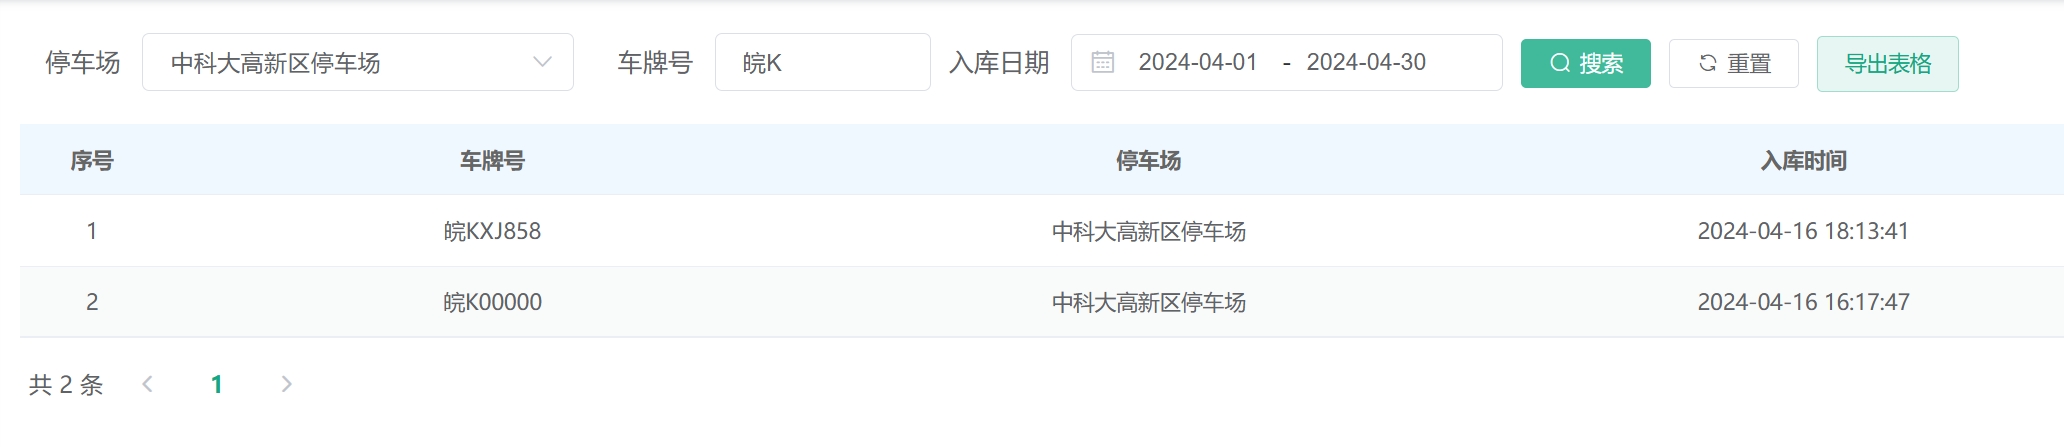 停车场 中科大高新区停车场 车牌号 皖K 入库日期 2024-04-01 - 2024-04-30 搜索 重置 导出表格
序号 车牌号 停车场 入库时间
1 皖KXJ858 中科大高新区停车场 2024-04-16 18:13:41
2 皖K00000 中科大高新区停车场 2024-04-16 16:17:47
共 2 条 1